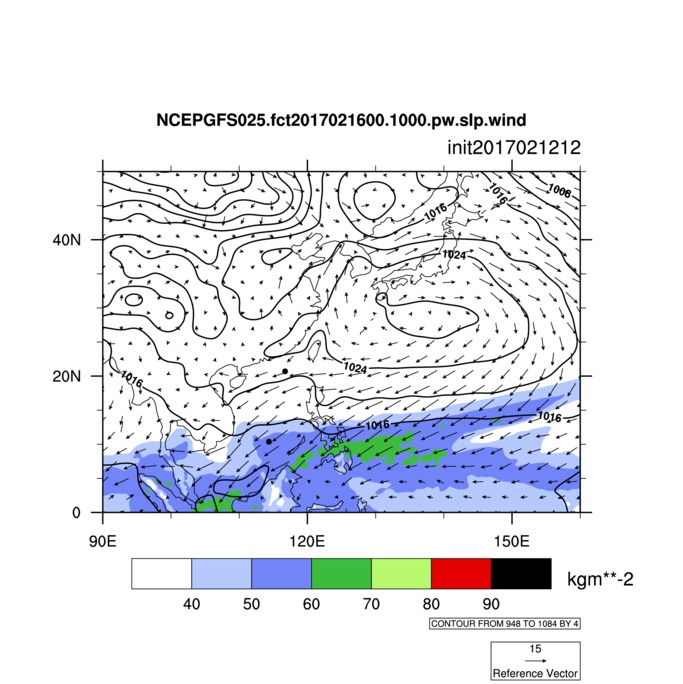 NCEPGFS025.fct2017021600.1000.pw.slp.wind
init2017021212
1008
1016
1016
40N
1024
1024
20N
1016
1016
1016
0
90E 120E 150E
40 50 60 70 80 90
kgm**-2
CONTOUR FROM 948 TO 1084 BY 4
15
Reference Vector